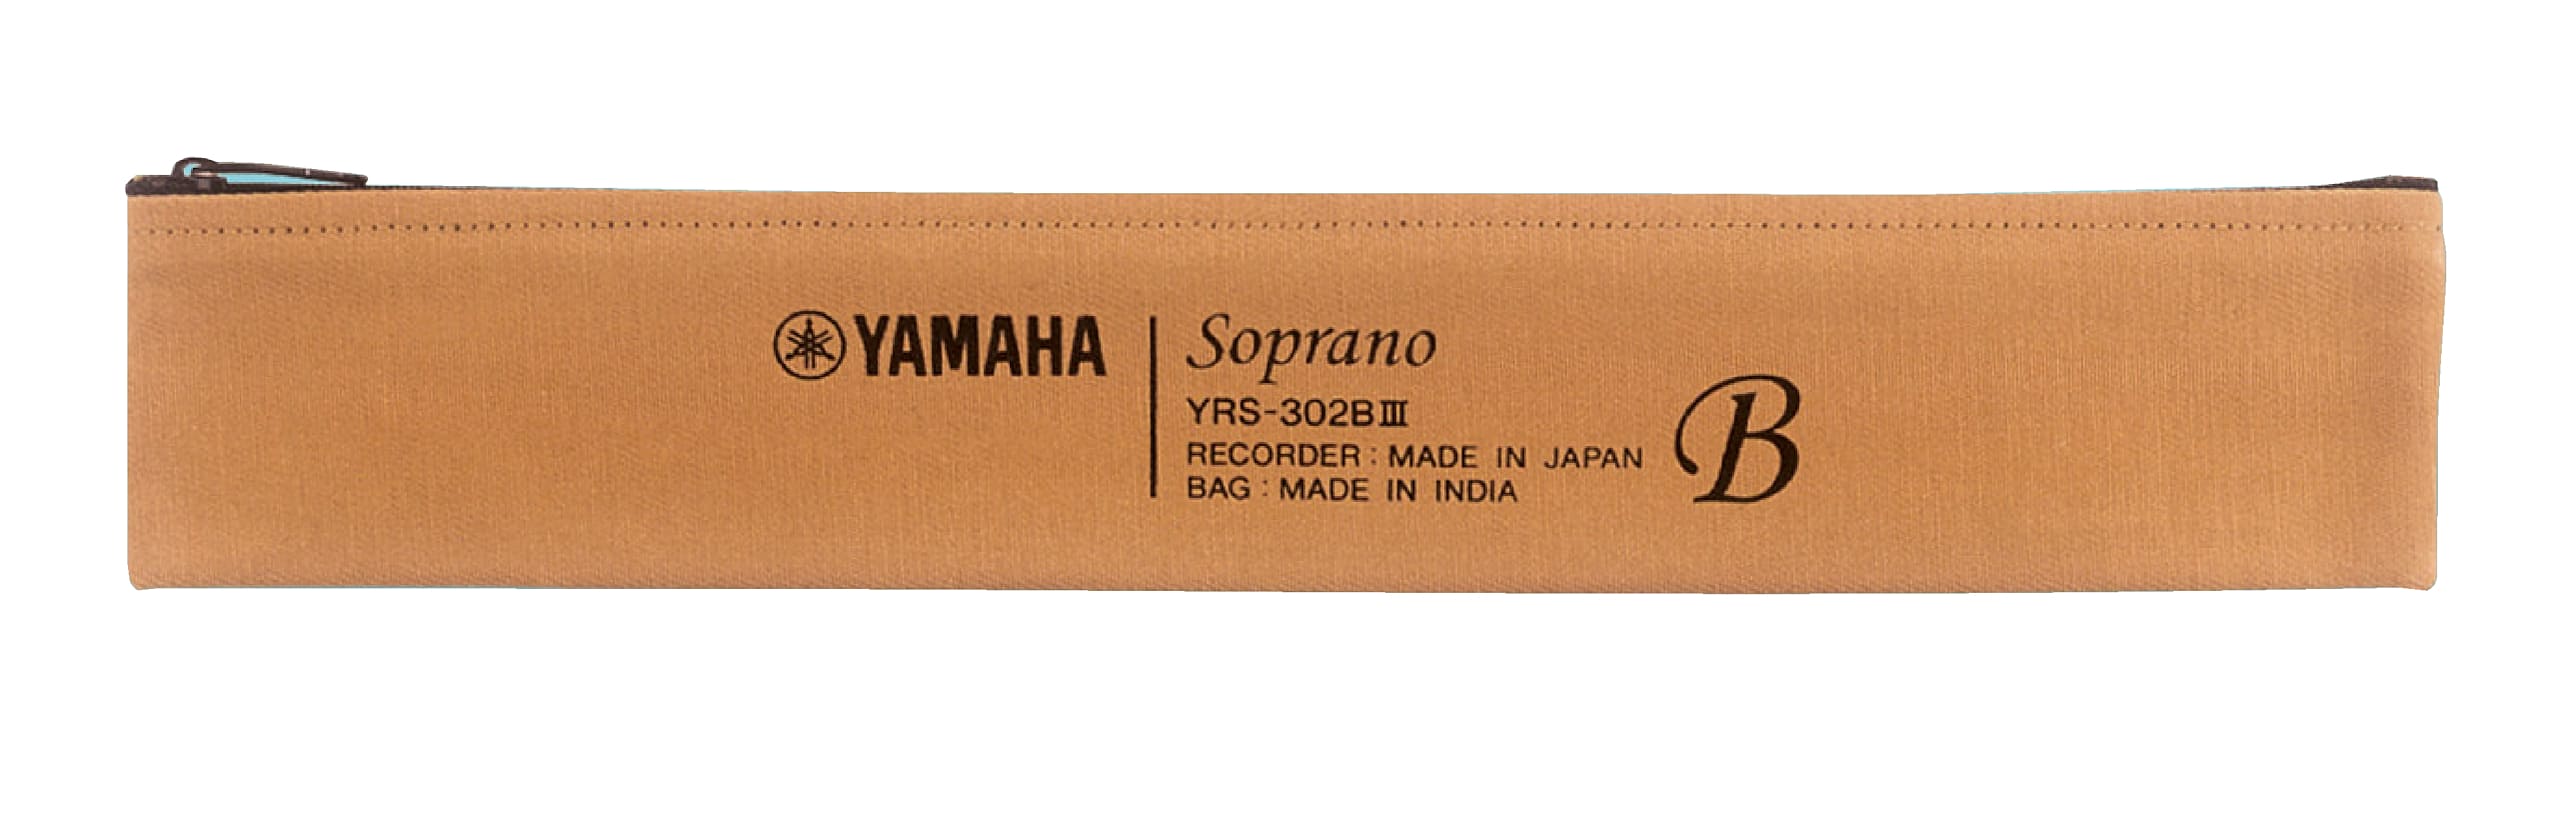 YAMAHA
Soprano
YRS-302BⅢ
RECORDER : MADE IN JAPAN
BAG : MADE IN INDIA
B